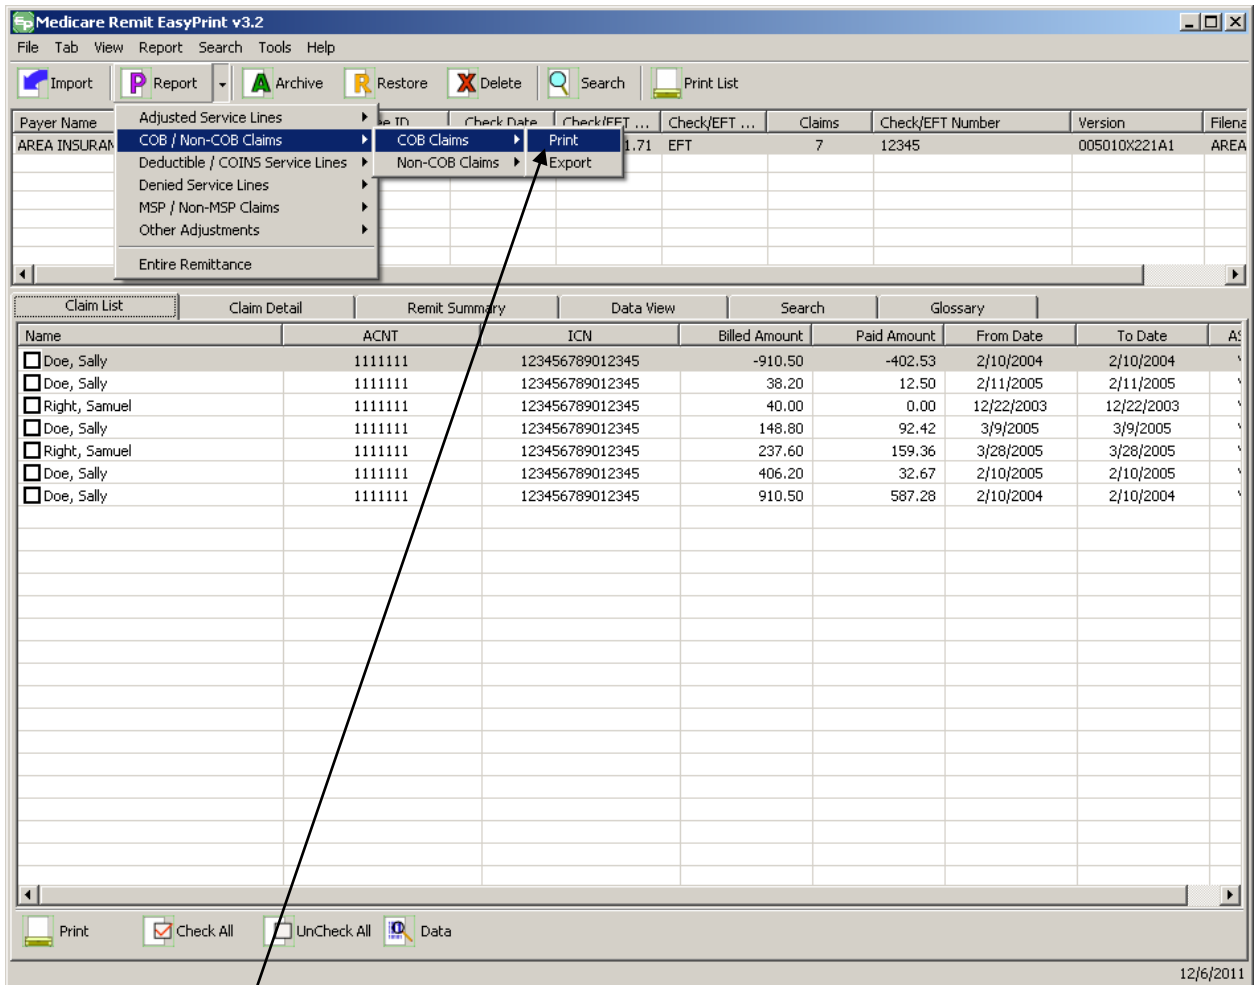 Medicare Remit EasyPrint v3.2
File Tab View Report Search Tools Help
Import Report Archive Restore Delete Search Print List
Payer Name Check Date Check/EFT ... Check/EFT ... Claims Check/EFT Number Version Filena
AREA INSURAN 1.71 EFT 7 12345 005010X221A1 AREA
Adjusted Service Lines
COB / Non-COB Claims
Deductible / COINS Service Lines
Denied Service Lines
MSP / Non-MSP Claims
Other Adjustments
Entire Remittance
COB Claims
Non-COB Claims
Print
Export
Claim List Claim Detail Remit Summary Data View Search Glossary
Name ACNT ICN Billed Amount Paid Amount From Date To Date
Doe, Sally 1111111 123456789012345 -910.50 -402.53 2/10/2004 2/10/2004
Doe, Sally 1111111 123456789012345 38.20 12.50 2/11/2005 2/11/2005
Right, Samuel 1111111 123456789012345 40.00 0.00 12/22/2003 12/22/2003
Doe, Sally 1111111 123456789012345 148.80 92.42 3/9/2005 3/9/2005
Right, Samuel 1111111 123456789012345 237.60 159.36 3/28/2005 3/28/2005
Doe, Sally 1111111 123456789012345 406.20 32.67 2/10/2005 2/10/2005
Doe, Sally 1111111 123456789012345 910.50 587.28 2/10/2004 2/10/2004
Print Check All UnCheck All Data
12/6/2011